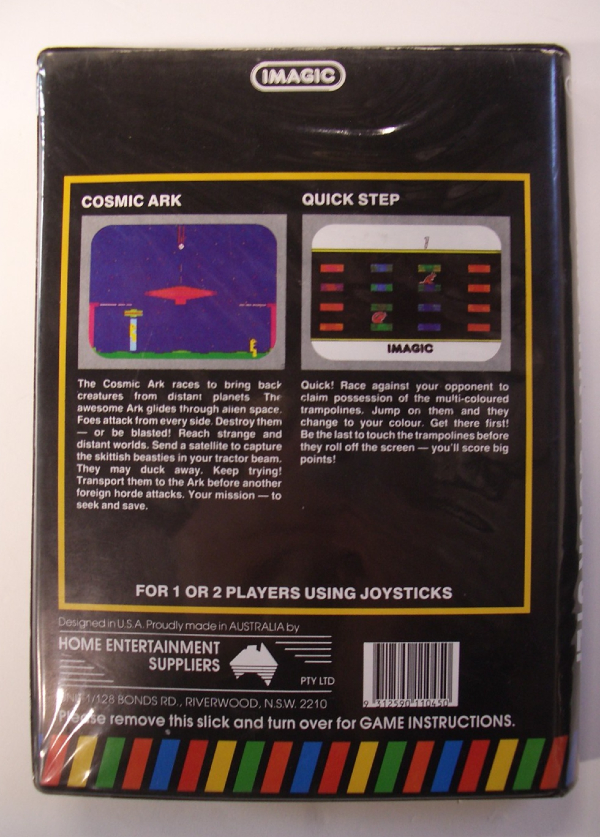 IMAGIC
COSMIC ARK
The Cosmic Ark races to bring back
creatures from distant planets The
awesome Ark glides through alien space.
Foes attack from every side. Destroy them
— or be blasted! Reach strange and
distant worlds. Send a satellite to capture
the skittish beasties in your tractor beam.
They may duck away. Keep trying!
Transport them to the Ark before another
foreign horde attacks. Your mission — to
seek and save.
QUICK STEP
IMAGIC
Quick! Race against your opponent to
claim possession of the multi-coloured
trampolines. Jump on them and they
change to your colour. Get there first!
Be the last to touch the trampolines before
they roll off the screen — you'll score big
points!
FOR 1 OR 2 PLAYERS USING JOYSTICKS
Designed in U.S.A. Proudly made in AUSTRALIA by
HOME ENTERTAINMENT
SUPPLIERS
PTY LTD
UNIT 1/128 BONDS RD., RIVERWOOD, N.S.W. 2210
9 312590 110450
Please remove this slick and turn over for GAME INSTRUCTIONS.